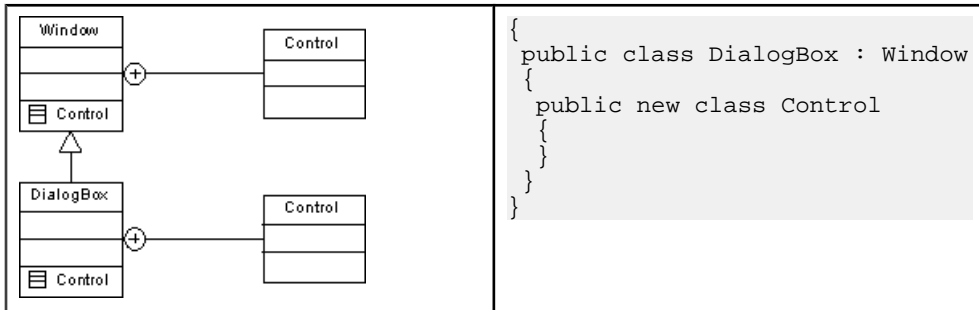 Window
Control
Control
DialogBox
Control
Control
{
public class DialogBox : Window
{
public new class Control
{
}
}
}